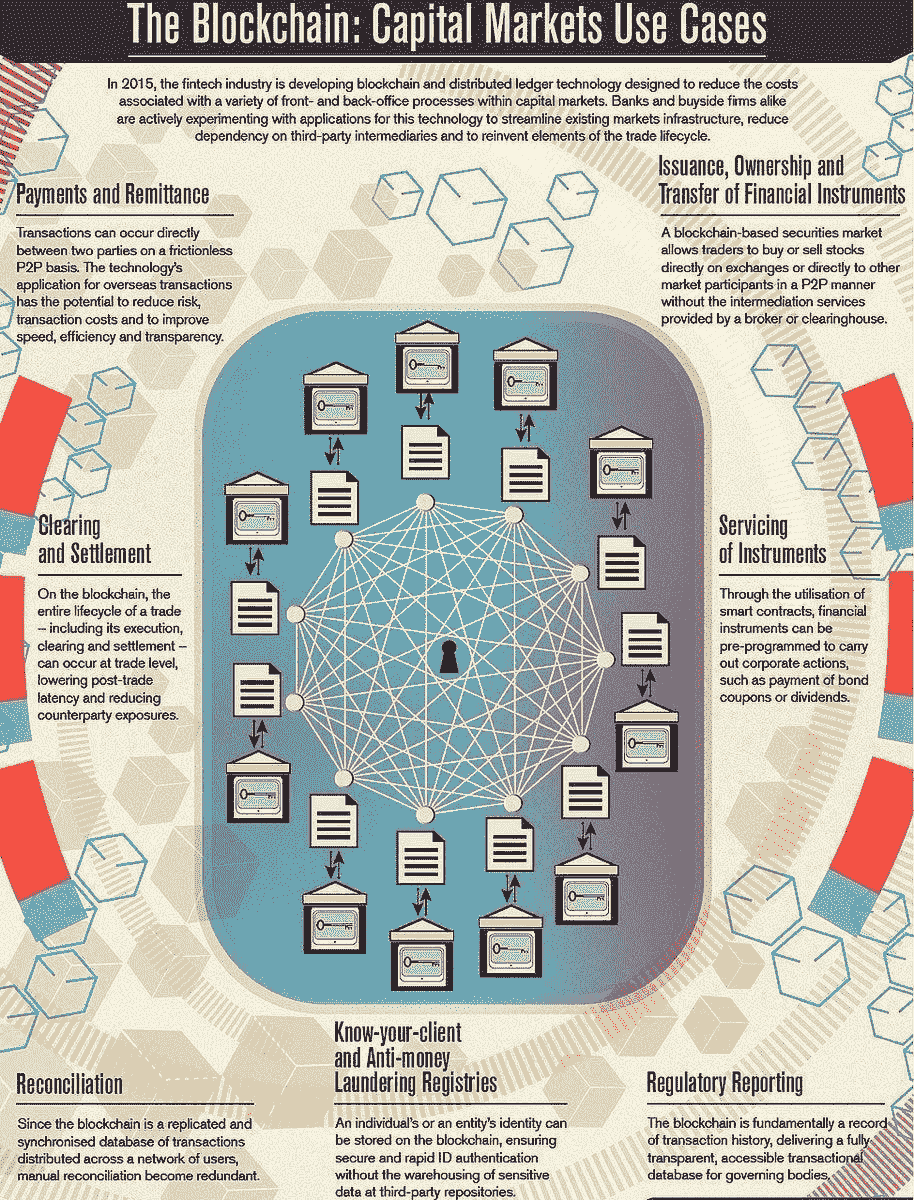 The Blockchain: Capital Markets Use Cases
In 2015, the fintech industry is developing blockchain and distributed ledger technology designed to reduce the costs
associated with a variety of front- and back-office processes within capital markets. Banks and buyside firms alike
are actively experimenting with applications for this technology to streamline existing markets infrastructure, reduce
dependency on third-party intermediaries and to reinvent elements of the trade lifecycle.
Payments and Remittance
Transactions can occur directly
between two parties on a frictionless
P2P basis. The technology's
application for overseas transactions
has the potential to reduce risk,
transaction costs and to improve
speed, efficiency and transparency.
Issuance, Ownership and
Transfer of Financial Instruments
A blockchain-based securities market
allows traders to buy or sell stocks
directly on exchanges or directly to other
market participants in a P2P manner
without the intermediation services
provided by a broker or clearinghouse.
Clearing
and Settlement
On the blockchain, the
entire lifecycle of a trade
– including its execution,
clearing and settlement –
can occur at trade level,
lowering post-trade
latency and reducing
counterparty exposures.
Servicing
of Instruments
Through the utilisation of
smart contracts, financial
instruments can be
pre-programmed to carry
out corporate actions,
such as payment of bond
coupons or dividends.
Reconciliation
Since the blockchain is a replicated and
synchronised database of transactions
distributed across a network of users,
manual reconciliation become redundant.
Know-your-client
and Anti-money
Laundering Registries
An individual's or an entity's identity can
be stored on the blockchain, ensuring
secure and rapid ID authentication
without the warehousing of sensitive
data at third-party repositories.
Regulatory Reporting
The blockchain is fundamentally a record
of transaction history, delivering a fully
transparent, accessible transactional
database for governing bodies.